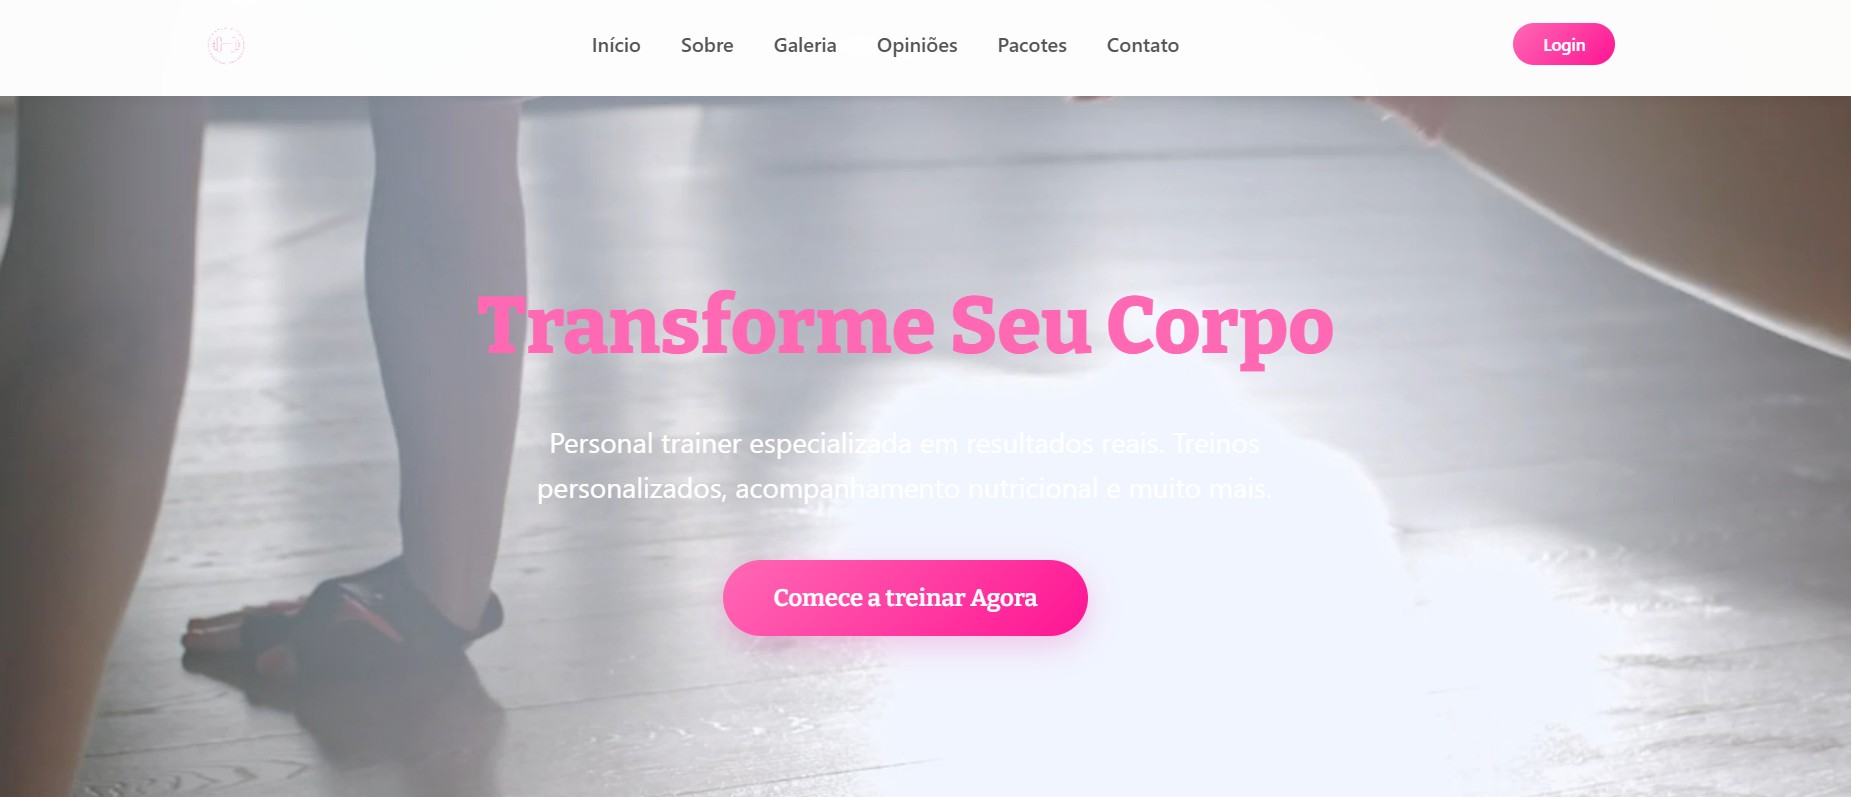 Início
Sobre
Galeria
Opiniões
Pacotes
Contato
Login
Transforme Seu Corpo
Personal trainer especializada em resultados reais. Treinos
personalizados, acompanhamento nutricional e muito mais.
Comece a treinar Agora